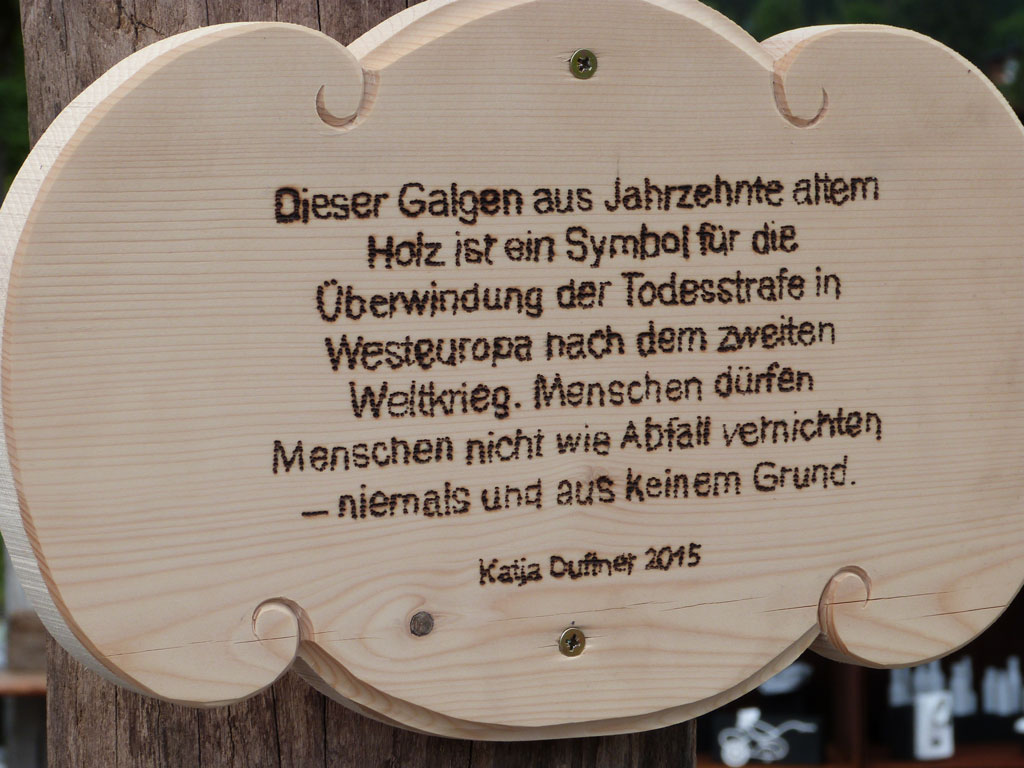 Dieser Galgen aus Jahrzehnte altem
Holz ist ein Symbol für die
Überwindung der Todesstrafe in
Westeuropa nach dem zweiten
Weltkrieg. Menschen dürfen
Menschen nicht wie Abfall vernichten
– niemals und aus keinem Grund.
Katja Duffner 2015